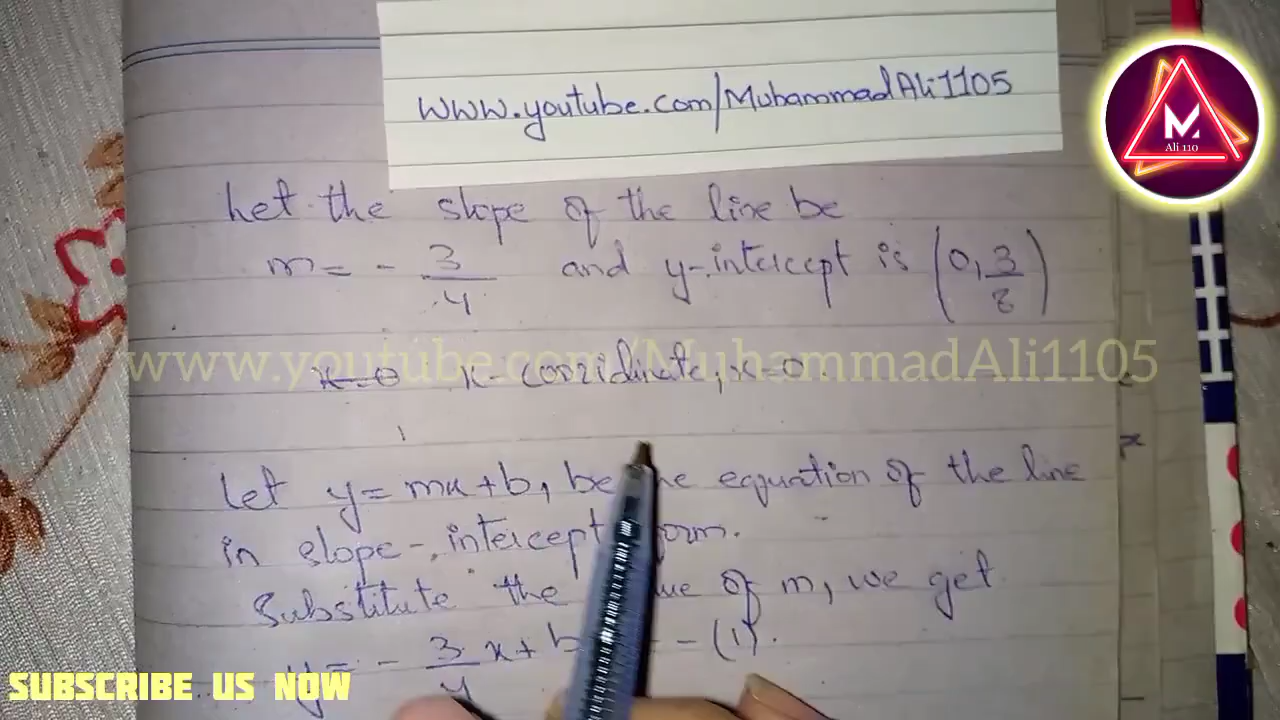 www.youtube.com/MuhammadAli1105
M
Ali 110
Let the slope of the line be
m = - 3/4 and y-intercept is (0, 3/8)
www.youtube.com/MuhammadAli1105
x=0 x-coordinate, x=0.
Let y = mx + b, be the equation of the line
in slope-intercept form.
Substitute the of m, we get
y = - 3/4 x + b - (1).
SUBSCRIBE US NOW